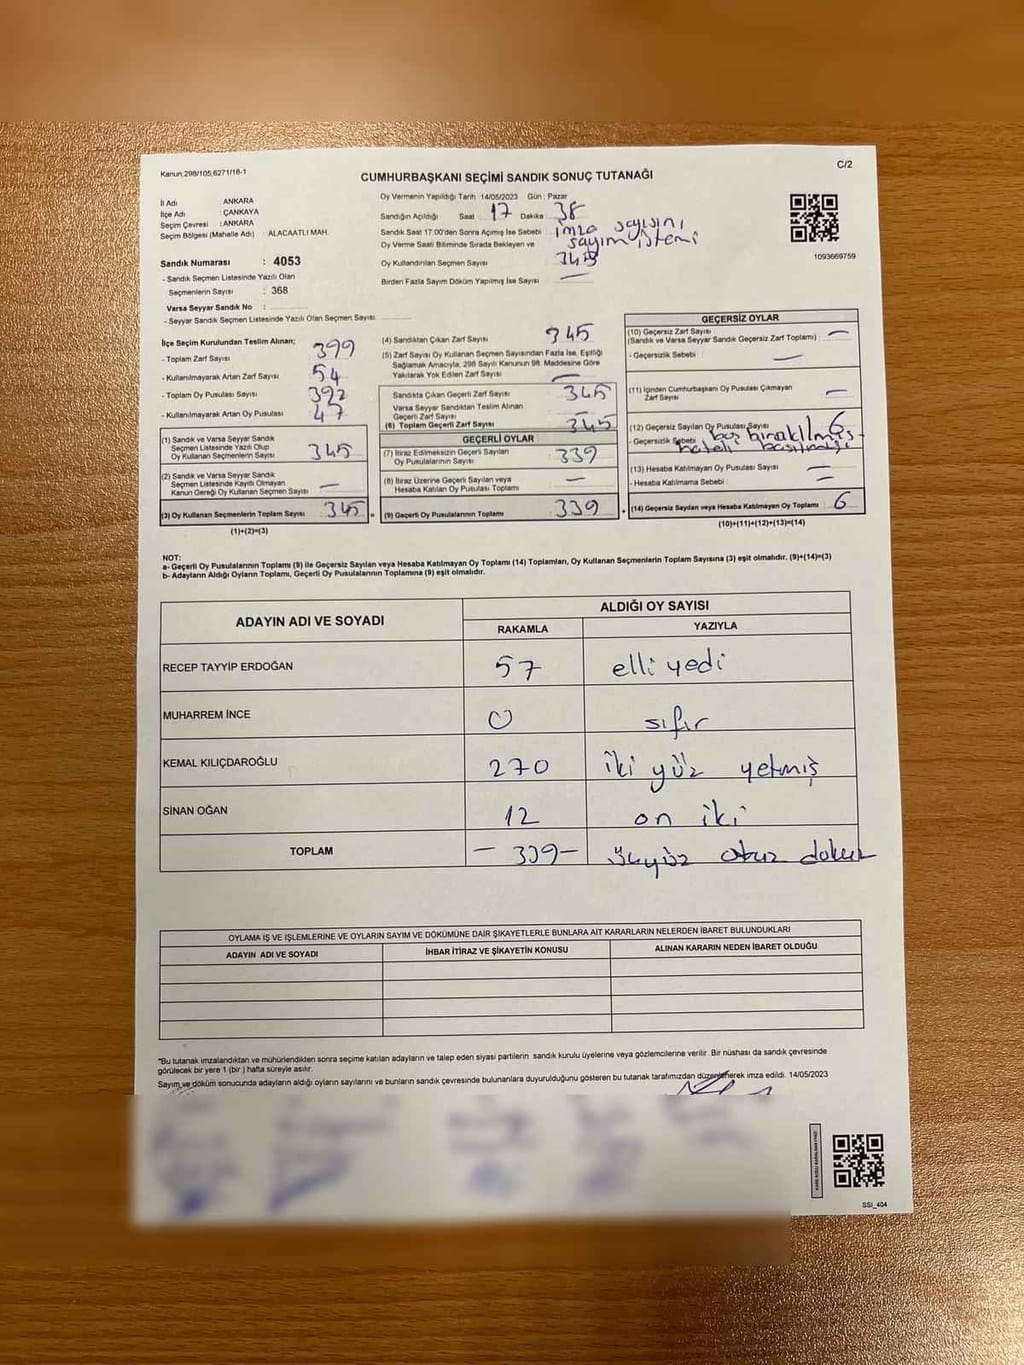 Kanun,298/105,6271/18-1
C/2
CUMHURBAŞKANI SEÇİMİ SANDIK SONUÇ TUTANAĞI
İl Adı : ANKARA
İlçe Adı : ÇANKAYA
Seçim Çevresi : ANKARA
Seçim Bölgesi (Mahalle Adı) : ALACAATLI MAH.
Sandık Numarası : 4053
- Sandık Seçmen Listesinde Yazılı Olan
Seçmenlerin Sayısı : 368
Varsa Seyyar Sandık No :
- Seyyar Sandık Seçmen Listesinde Yazılı Olan Seçmen Sayısı:
Oy Vermenin Yapıldığı Tarih 14/05/2023 Gün : Pazar
Sandığın Açıldığı Saat 17 Dakika 38
Sandık Saat 17.00'den Sonra Açımış İse Sebebi imza sayısını
sayım istemi
Oy Verme Saati Bitiminde Sırada Bekleyen ve
Oy Kullandırılan Seçmen Sayısı 345
Birden Fazla Sayım Döküm Yapılmış İse Sayısı : —
1093669759
İlçe Seçim Kurulundan Teslim Alınan;
- Toplam Zarf Sayısı 399
- Kullanılmayarak Artan Zarf Sayısı 54
- Toplam Oy Pusulası Sayısı 392
- Kullanılmayarak Artan Oy Pusulası 47
(1) Sandık ve Varsa Seyyar Sandık
Seçmen Listesinde Yazılı Olup
Oy Kullanan Seçmenlerin Sayısı 345
(2) Sandık ve Varsa Seyyar Sandık
Seçmen Listesinde Kayıtlı Olmayan
Kanun Gereği Oy Kullanan Seçmen Sayısı —
(3) Oy Kullanan Seçmenlerin Toplam Sayısı 345
(1)+(2)=(3)
(4) Sandıktan Çıkan Zarf Sayısı 345
(5) Zarf Sayısı Oy Kullanan Seçmen Sayısından Fazla İse, Eşitliği
Sağlamak Amacıyla, 298 Sayılı Kanunun 98. Maddesine Göre
Yakılarak Yok Edilen Zarf Sayısı —
Sandıkta Çıkan Geçerli Zarf Sayısı 345
Varsa Seyyar Sandıktan Teslim Alınan
Geçerli Zarf Sayısı
(6) Toplam Geçerli Zarf Sayısı 345
GEÇERLİ OYLAR
(7) İtiraz Edilmeksizin Geçerli Sayılan
Oy Pusulalarının Sayısı 339
(8) İtiraz Üzerine Geçerli Sayılan veya
Hesaba Katılan Oy Pusulası Toplamı —
(9) Geçerli Oy Pusulalarının Toplamı 339
GEÇERSİZ OYLAR
(10) Geçersiz Zarf Sayısı —
(Sandık ve Varsa Seyyar Sandık Geçersiz Zarf Toplamı)
- Geçersizlik Sebebi : —
(11) İçinden Cumhurbaşkanı Oy Pusulası Çıkmayan
Zarf Sayısı —
(12) Geçersiz Sayılan Oy Pusulası Sayısı 6
- Geçersizlik Sebebi boş bırakılmış-
hatalı basılmış
(13) Hesaba Katılmayan Oy Pusulası Sayısı —
- Hesaba Katılmama Sebebi : —
(14) Geçersiz Sayılan veya Hesaba Katılmayan Oy Toplamı 6
(10)+(11)+(12)+(13)=(14)
NOT:
a- Geçerli Oy Pusulasının Toplamı (9) ile Geçersiz Sayılan veya Hesaba Katılmayan Oy Toplamı (14) Toplamları, Oy Kullanan Seçmenlerin Toplam Sayısına (3) eşit olmalıdır. (9)+(14)=(3)
b- Adayların Aldığı Oyların Toplamı, Geçerli Oy Pusulalarının Toplamına (9) eşit olmalıdır.
ADAYIN ADI VE SOYADI
ALDIĞI OY SAYISI
RAKAMLA YAZIYLA
RECEP TAYYİP ERDOĞAN 57 elli yedi
MUHARREM İNCE 0 sıfır
KEMAL KILIÇDAROĞLU 270 iki yüz yetmiş
SİNAN OĞAN 12 on iki
TOPLAM — 339 — üçyüz otuz dokuz
OYLAMA İŞ VE İŞLEMLERİNE VE OYLARIN SAYIM VE DÖKÜMÜNE DAİR ŞİKAYETLERLE BUNLARA AİT KARARLARIN NELERDEN İBARET BULUNDUKLARI
ADAYIN ADI VE SOYADI İHBAR İTİRAZ VE ŞİKAYETİN KONUSU ALINAN KARARIN NEDEN İBARET OLDUĞU
*Bu tutanak imzalandıktan ve mühürlendikten sonra seçime katılan adayların ve talep eden siyasi partilerin sandık kurulu üyelerine veya gözlemcilerine verilir. Bir nüshası da sandık çevresinde
görülecek bir yere 1 (bir ) hafta süreyle asılır.
Sayım ve döküm sonucunda adayların aldığı oyların sayılarını ve bunların sandık çevresinde bulunanlara duyurulduğunu gösteren bu tutanak tarafımızdan düzenlenerek imza edildi. 14/05/2023
SSI_404